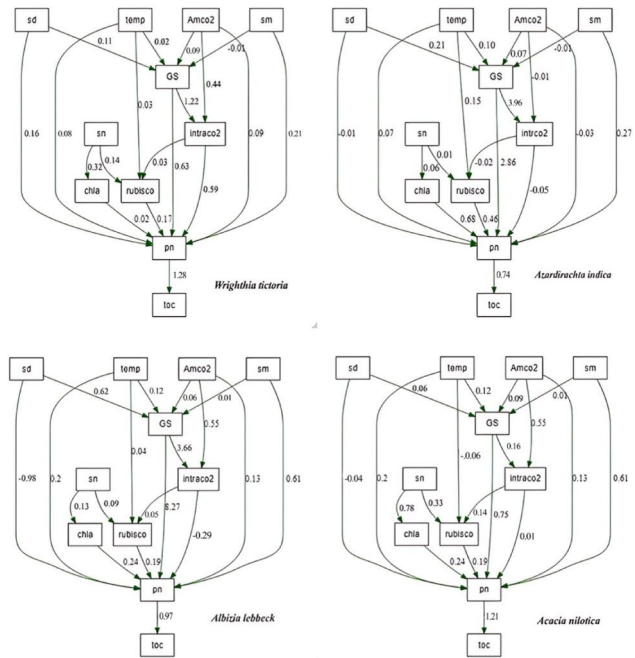 sd temp Amco2 sm
0.11 0.02 0.09 -0.01
GS
0.44
1.22
0.03
sn intraco2
0.16 0.08 0.09 0.21
0.14 0.03 0.63
0.32
chla rubisco 0.59
0.02 0.17
pn
1.28
toc
Wrighthia tictoria
sd temp Amco2 sm
0.21 0.10 0.07 -0.01
GS
-0.01
3.96
0.15
sn intrco2
-0.01 0.07 -0.03 0.27
0.01 -0.02 2.86
0.06
chla rubisco -0.05
0.68 0.46
pn
0.74
toc
Azardirachta indica
sd temp Amco2 sm
0.62 0.12 0.06 0.01
GS
0.55
3.66
0.04
sn intraco2
-0.98 0.2 0.13 0.61
0.13 0.09 0.05 8.27
chla rubisco -0.29
0.24 0.19
pn
0.97
toc
Albizia lebbeck
sd temp Amco2 sm
0.06 0.12 0.09 0.01
GS
0.55
0.16
-.0.06
sn intraco2
-0.04 0.2 0.13 0.61
0.78 0.33 0.14 0.75
chla rubisco 0.01
0.24 0.19
pn
1.21
toc
Acacia nilotica